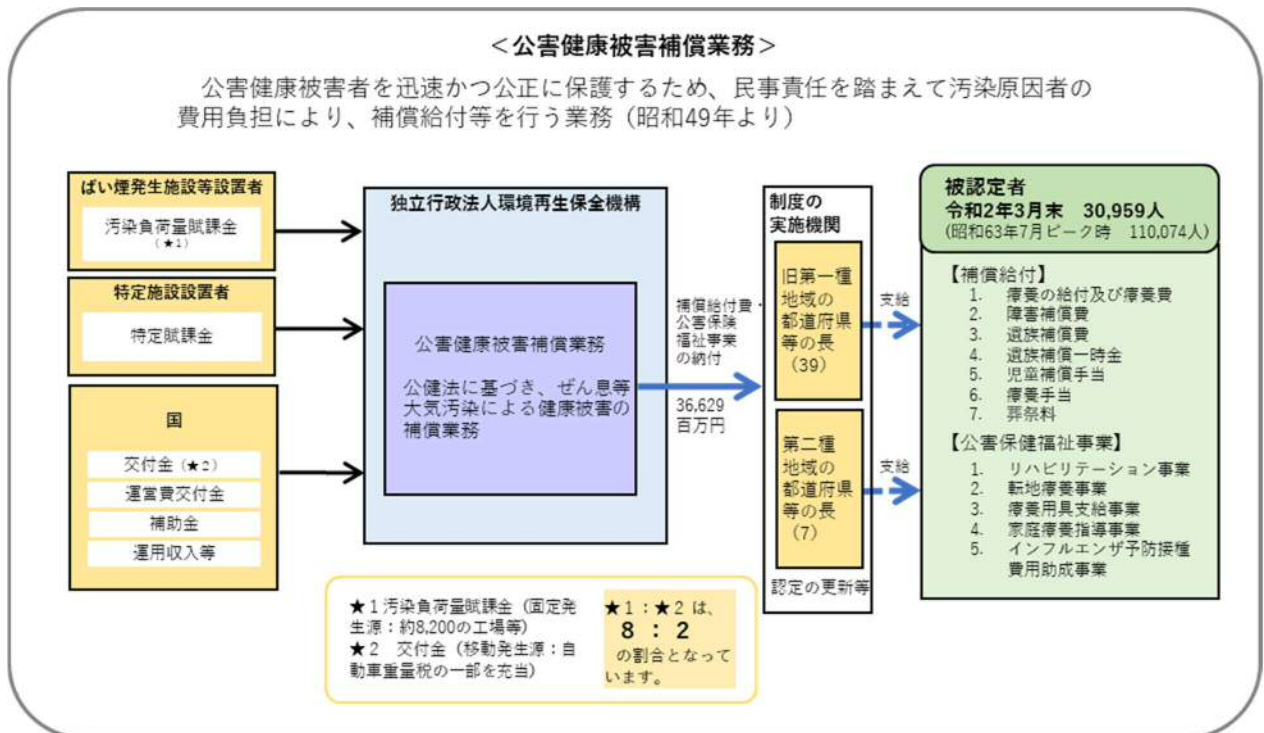 ＜公害健康被害補償業務＞
公害健康被害者を迅速かつ公正に保護するため、民事責任を踏まえて汚染原因者の
費用負担により、補償給付等を行う業務（昭和49年より）
ばい煙発生施設等設置者
汚染負荷量賦課金
（★1）
特定施設設置者
特定賦課金
国
交付金（★２）
運営費交付金
補助金
運用収入等
独立行政法人環境再生保全機構
公害健康被害補償業務
公健法に基づき、ぜん息等
大気汚染による健康被害の
補償業務
補償給付費・
公害保険
福祉事業
の納付
36,629
百万円
制度の
実施機関
旧第一種
地域の
都道府県
等の長
（39）
第二種
地域の
都道府県
等の長
（7）
認定の更新等
支給
支給
被認定者
令和2年3月末　30,959人
(昭和63年7月ピーク時　110,074人)
【補償給付】
1.　療養の給付及び療養費
2.　障害補償費
3.　遺族補償費
4.　遺族補償一時金
5.　児童補償手当
6.　療養手当
7.　葬祭料
【公害保健福祉事業】
1.　リハビリテーション事業
2.　転地療養事業
3.　療養用具支給事業
4.　家庭療養指導事業
5.　インフルエンザ予防接種
費用助成事業
★１汚染負荷量賦課金（固定発
生源：約8,200の工場等）
★２　交付金（移動発生源：自
動車重量税の一部を充当）
★１：★２は、
８：２
の割合となって
います。